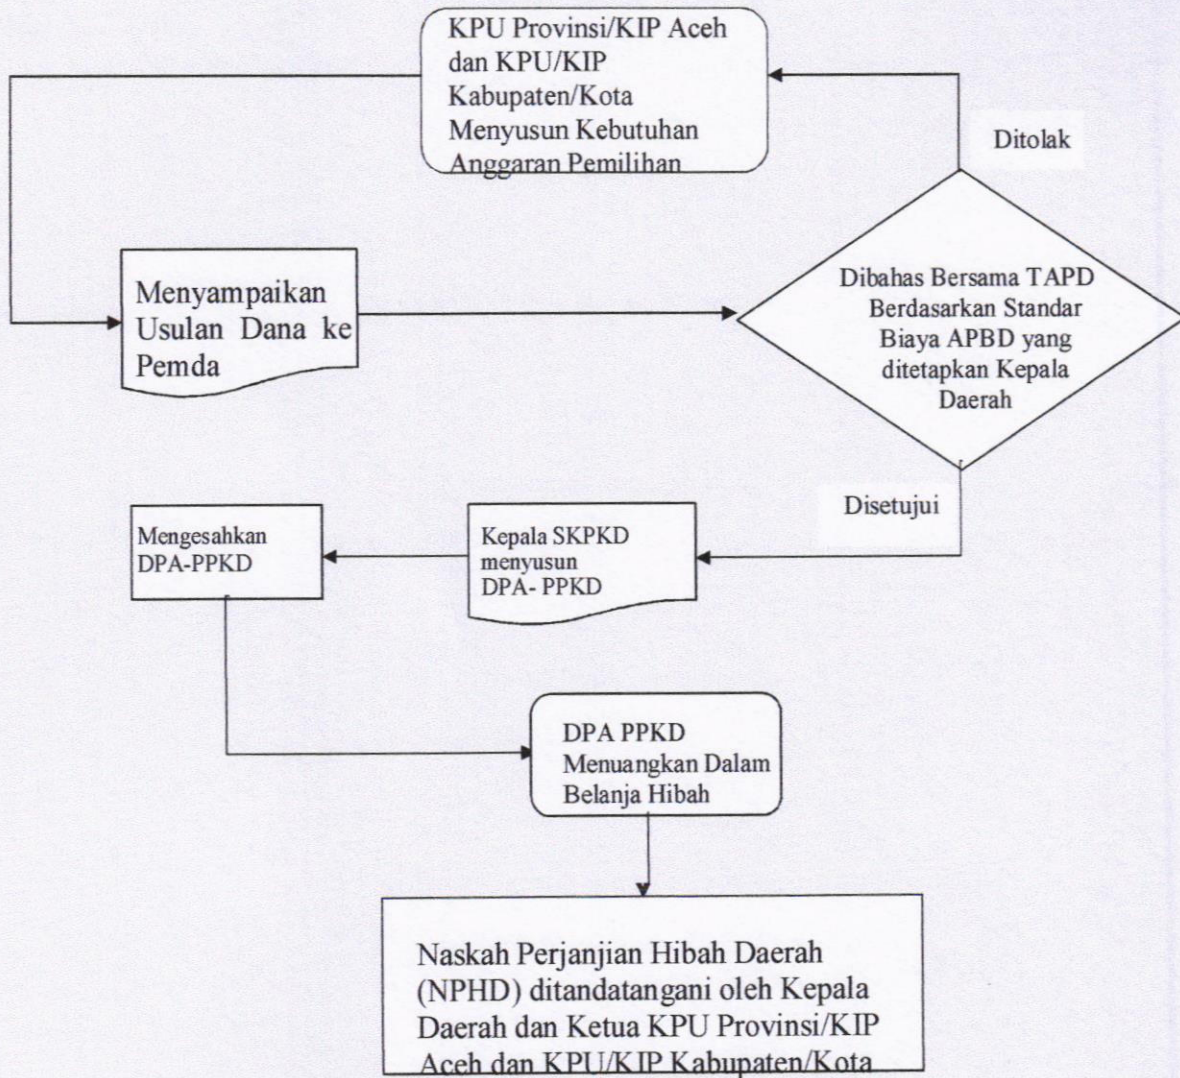 KPU Provinsi/KIP Aceh
dan KPU/KIP
Kabupaten/Kota
Menyusun Kebutuhan
Anggaran Pemilihan
Ditolak
Menyampaikan
Usulan Dana ke
Pemda
Dibahas Bersama TAPD
Berdasarkan Standar
Biaya APBD yang
ditetapkan Kepala
Daerah
Disetujui
Mengesahkan
DPA-PPKD
Kepala SKPKD
menyusun
DPA- PPKD
DPA PPKD
Menuangkan Dalam
Belanja Hibah
Naskah Perjanjian Hibah Daerah
(NPHD) ditandatangani oleh Kepala
Daerah dan Ketua KPU Provinsi/KIP
Aceh dan KPU/KIP Kabupaten/Kota